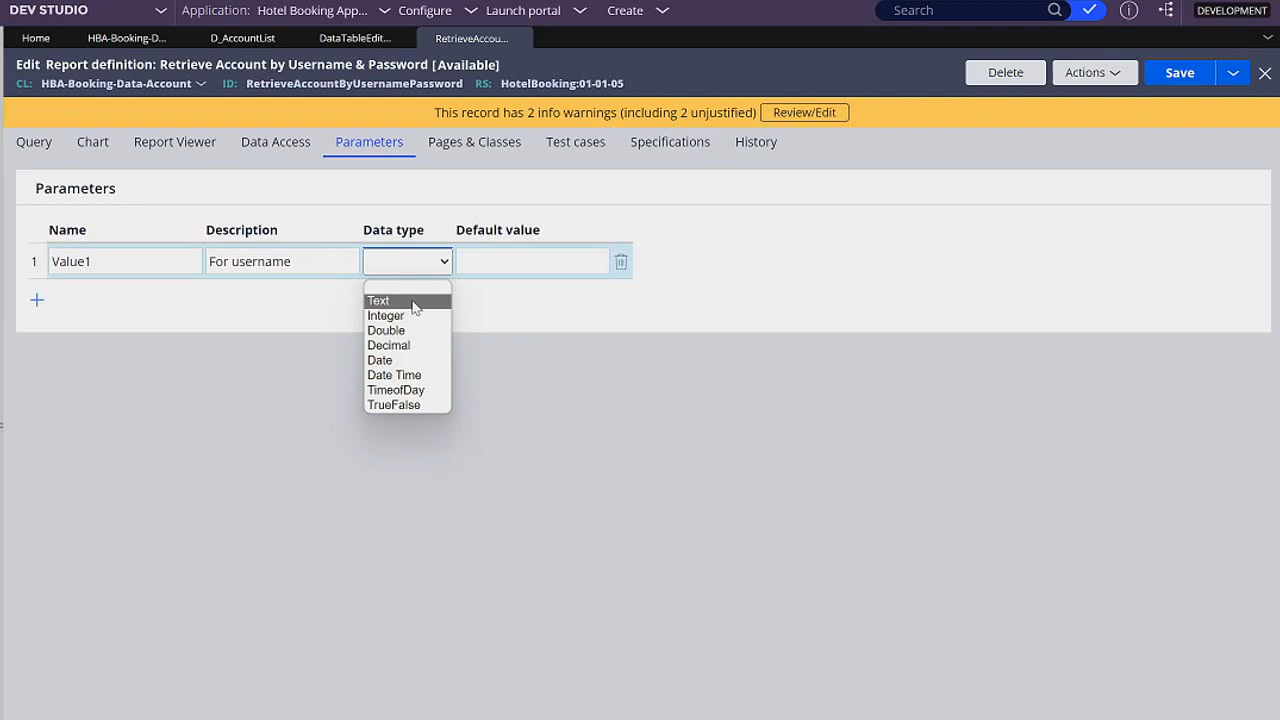 DEV STUDIO Application: Hotel Booking App... Configure Launch portal Create Search DEVELOPMENT
Home HBA-Booking-D... D_AccountList DataTableEdit... RetrieveAccou...
Edit Report definition: Retrieve Account by Username & Password [Available]
CL: HBA-Booking-Data-Account ID: RetrieveAccountByUsernamePassword RS: HotelBooking:01-01-05
Delete Actions Save
This record has 2 info warnings (including 2 unjustified) Review/Edit
Query Chart Report Viewer Data Access Parameters Pages & Classes Test cases Specifications History
Parameters
Name Description Data type Default value
1 Value1 For username
Text
Integer
Double
Decimal
Date
Date Time
TimeofDay
TrueFalse